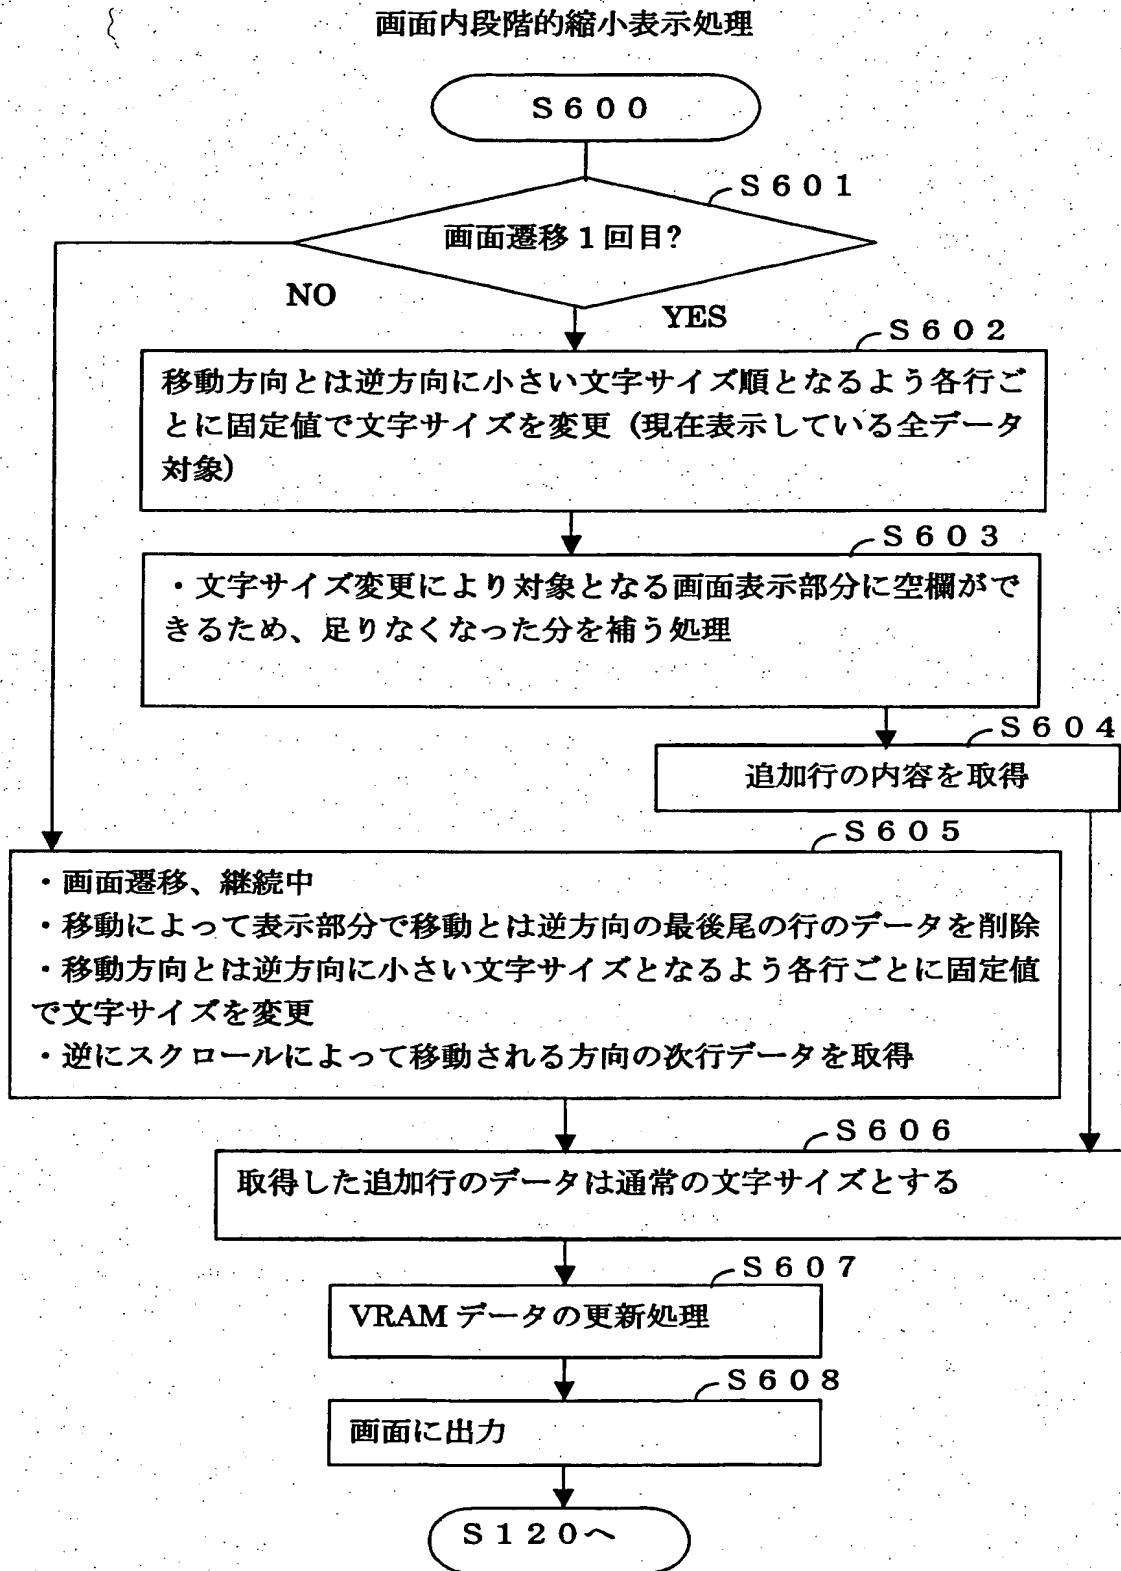 画面内段階的縮小表示処理
S600
S601
画面遷移1回目?
NO
YES
S602
移動方向とは逆方向に小さい文字サイズ順となるよう各行ご
とに固定値で文字サイズを変更（現在表示している全データ
対象）
S603
・文字サイズ変更により対象となる画面表示部分に空欄がで
きるため、足りなくなった分を補う処理
S604
追加行の内容を取得
S605
・画面遷移、継続中
・移動によって表示部分で移動とは逆方向の最後尾の行のデータを削除
・移動方向とは逆方向に小さい文字サイズとなるよう各行ごとに固定値
で文字サイズを変更
・逆にスクロールによって移動される方向の次行データを取得
S606
取得した追加行のデータは通常の文字サイズとする
S607
VRAMデータの更新処理
S608
画面に出力
S120へ